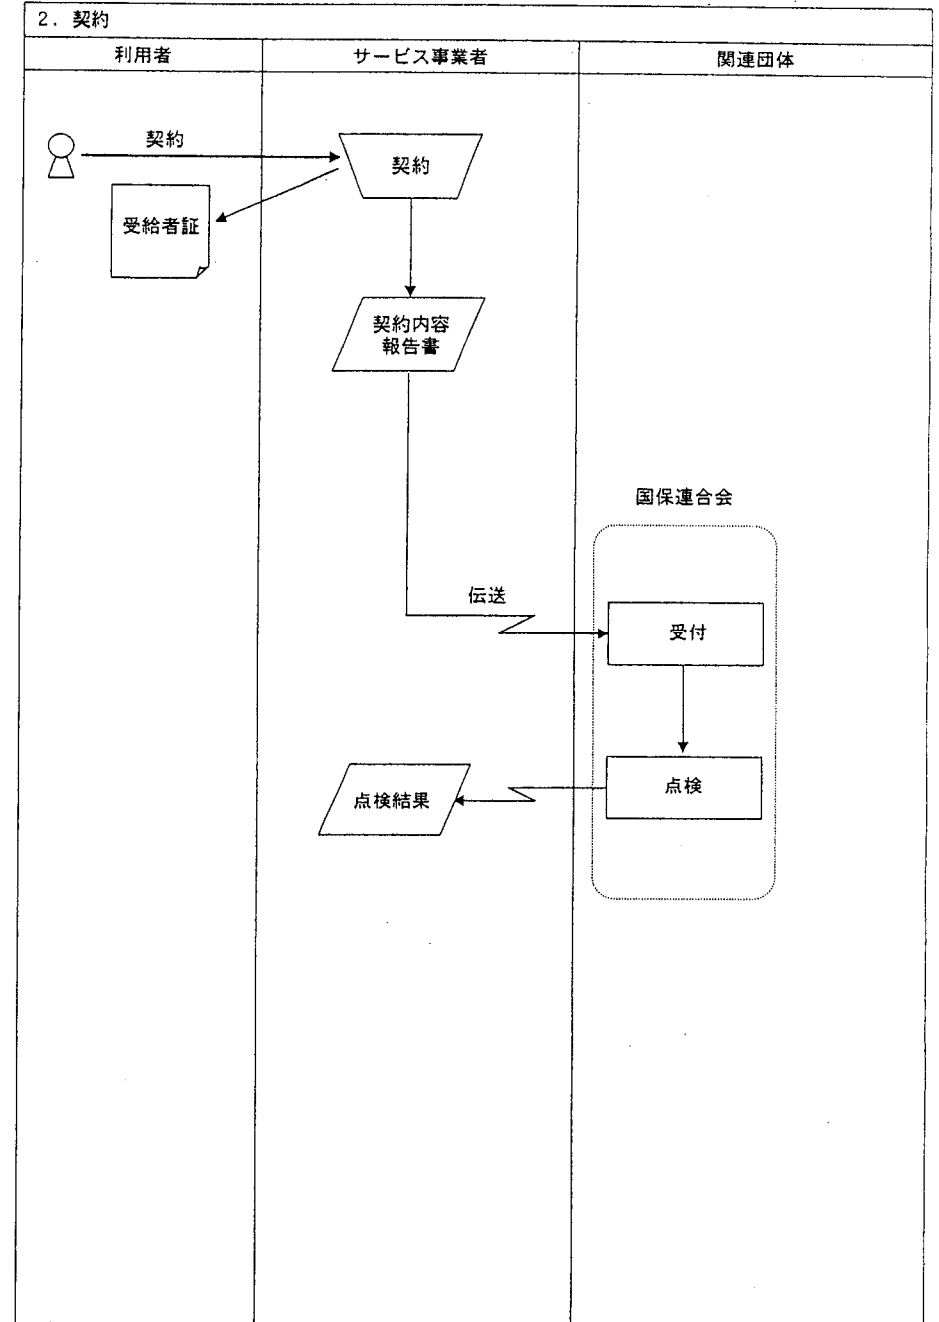 2. 契約
利用者
サービス事業者
関連団体
契約
契約
受給者証
契約内容
報告書
国保連合会
伝送
受付
点検
点検結果